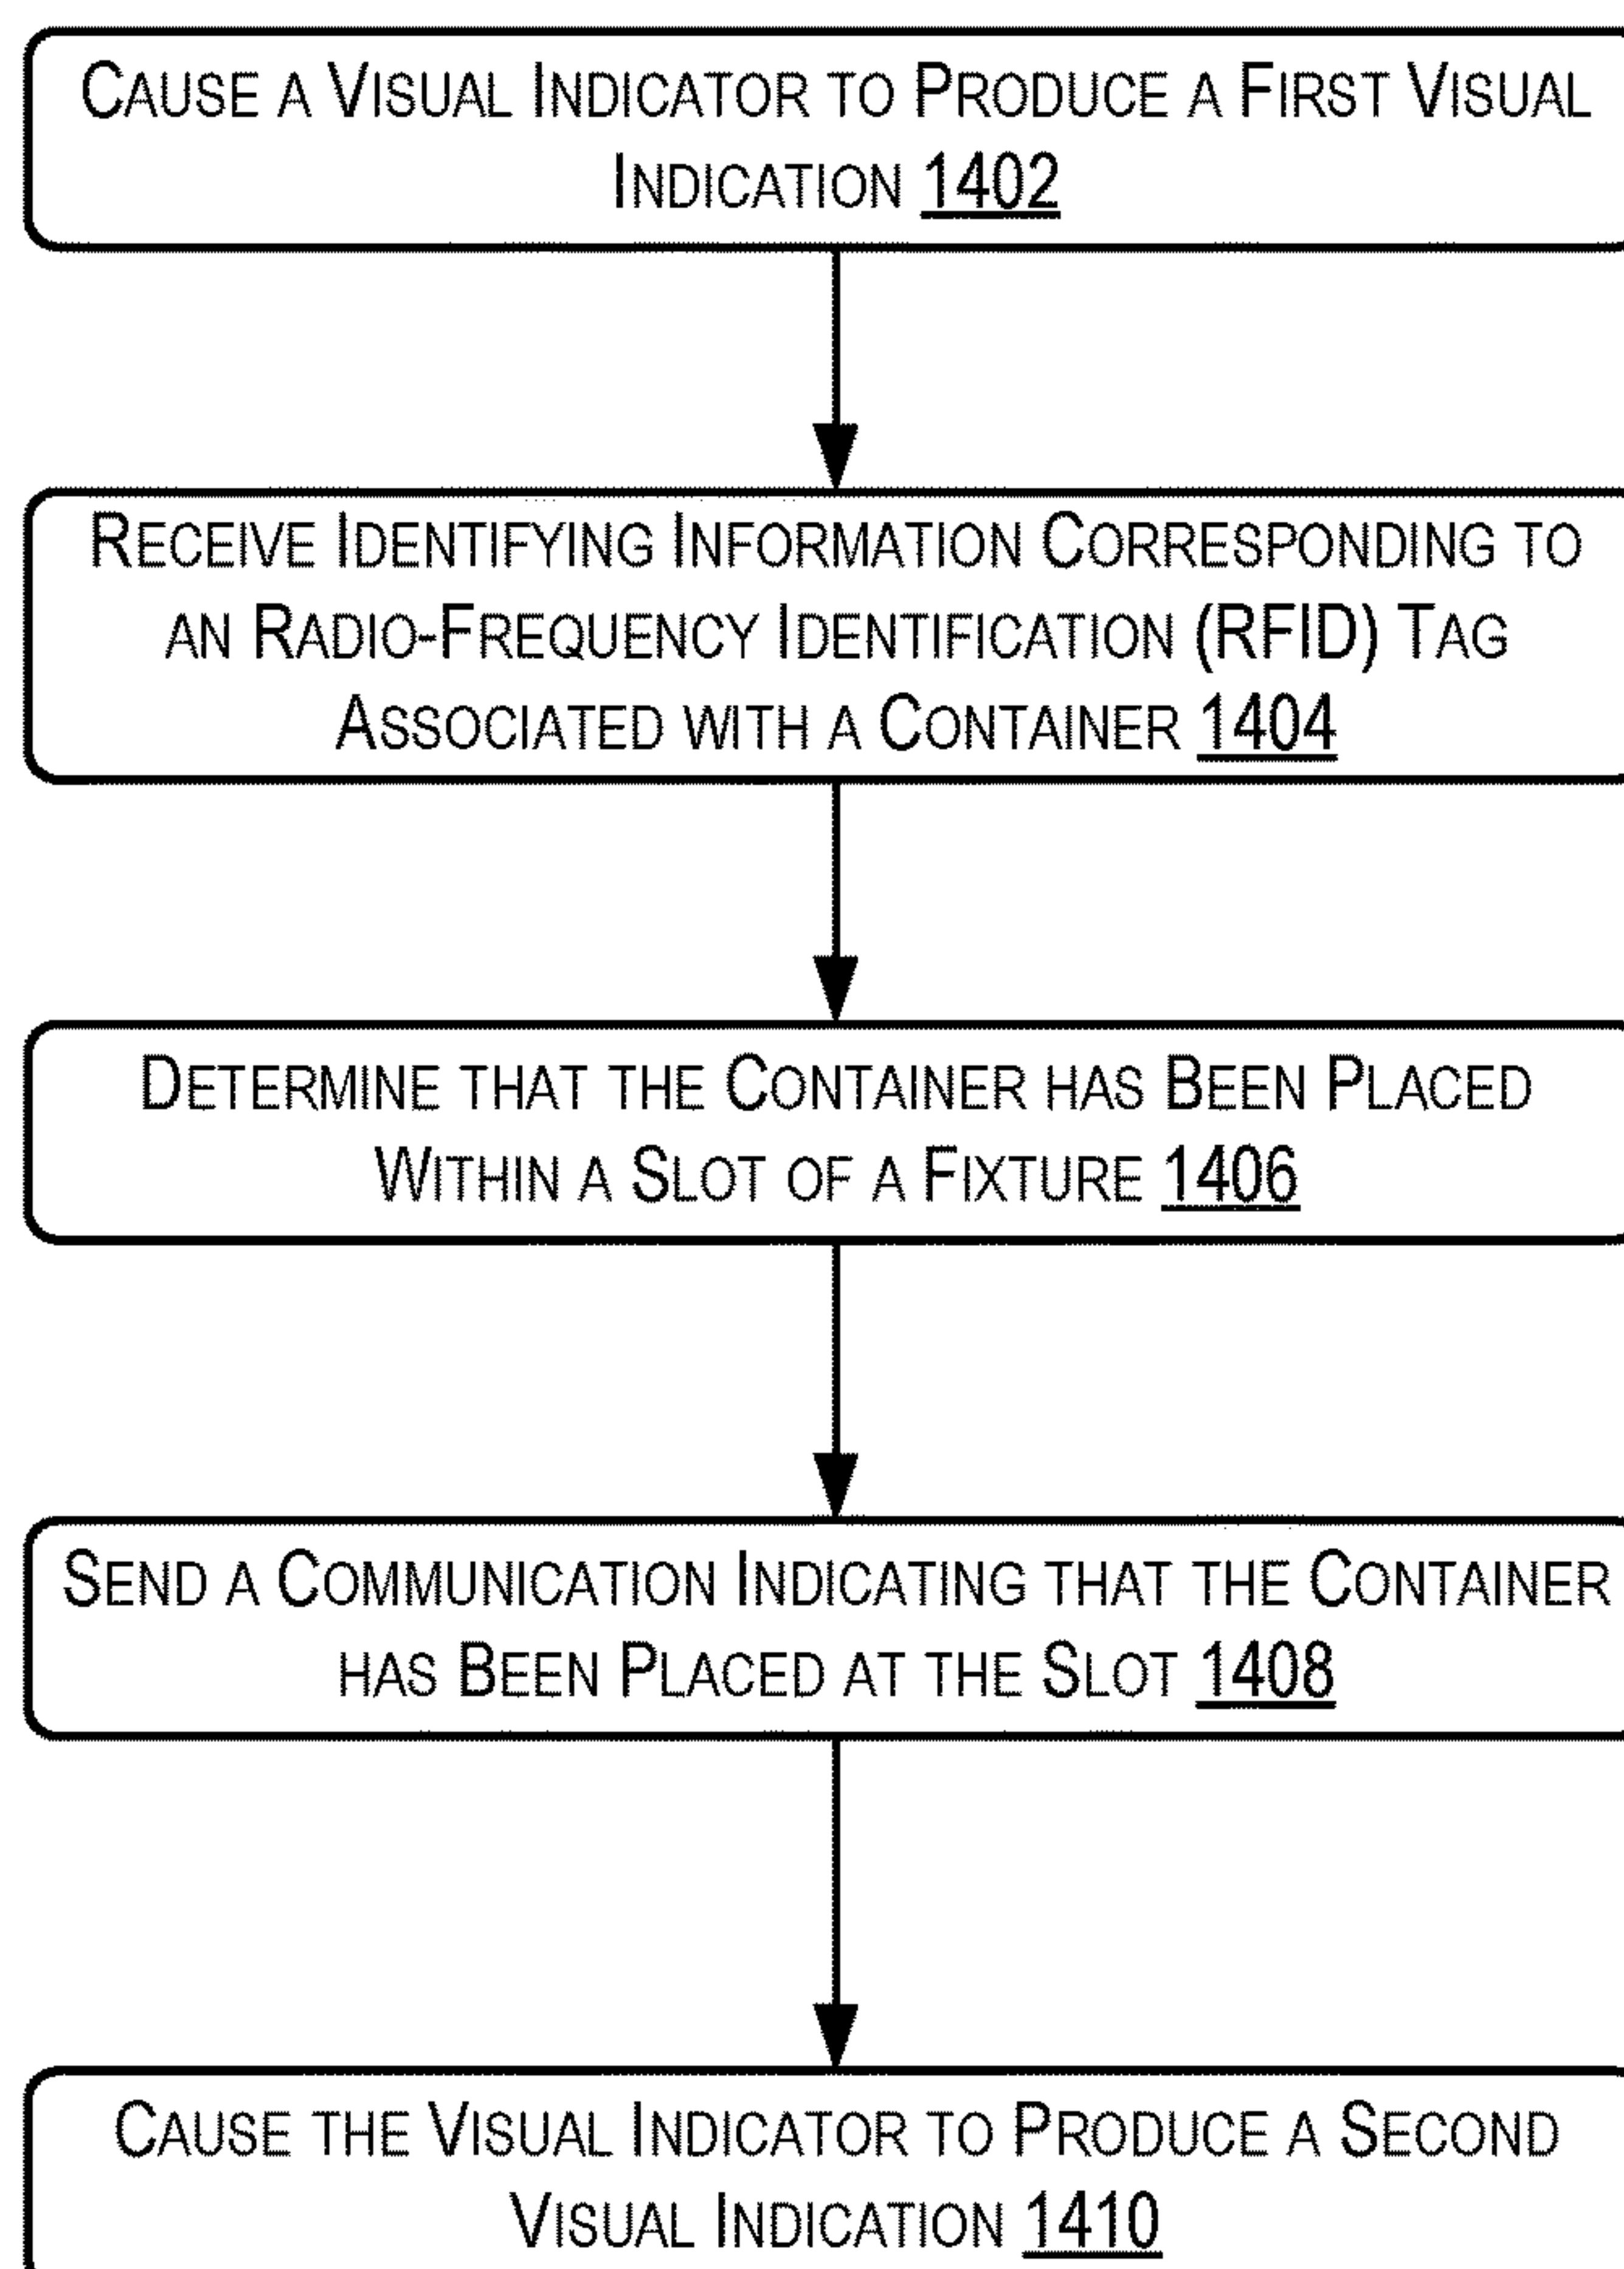 CAUSE A VISUAL INDICATOR TO PRODUCE A FIRST VISUAL
INDICATION 1402
RECEIVE IDENTIFYING INFORMATION CORRESPONDING TO
AN RADIO-FREQUENCY IDENTIFICATION (RFID) TAG
ASSOCIATED WITH A CONTAINER 1404
DETERMINE THAT THE CONTAINER HAS BEEN PLACED
WITHIN A SLOT OF A FIXTURE 1406
SEND A COMMUNICATION INDICATING THAT THE CONTAINER
HAS BEEN PLACED AT THE SLOT 1408
CAUSE THE VISUAL INDICATOR TO PRODUCE A SECOND
VISUAL INDICATION 1410